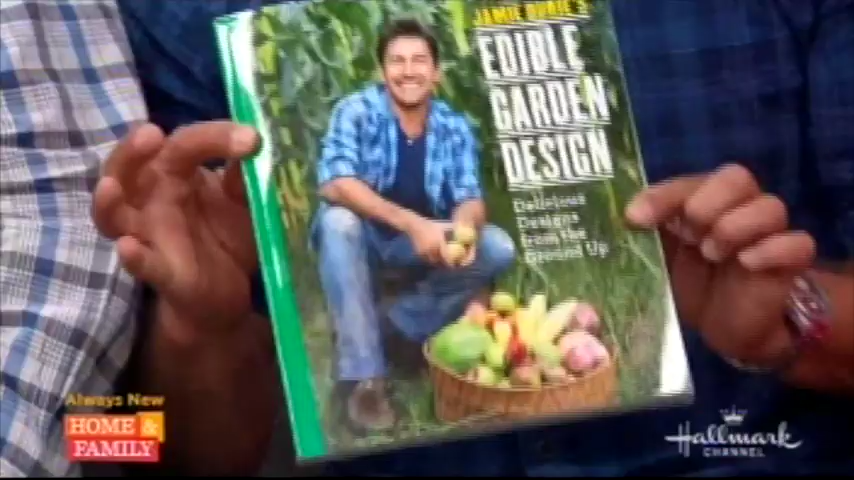 JAMIE DURIE'S
EDIBLE
GARDEN
DESIGN
Delicious
Designs
from the
Ground Up
Always New
HOME &
FAMILY
Hallmark
CHANNEL